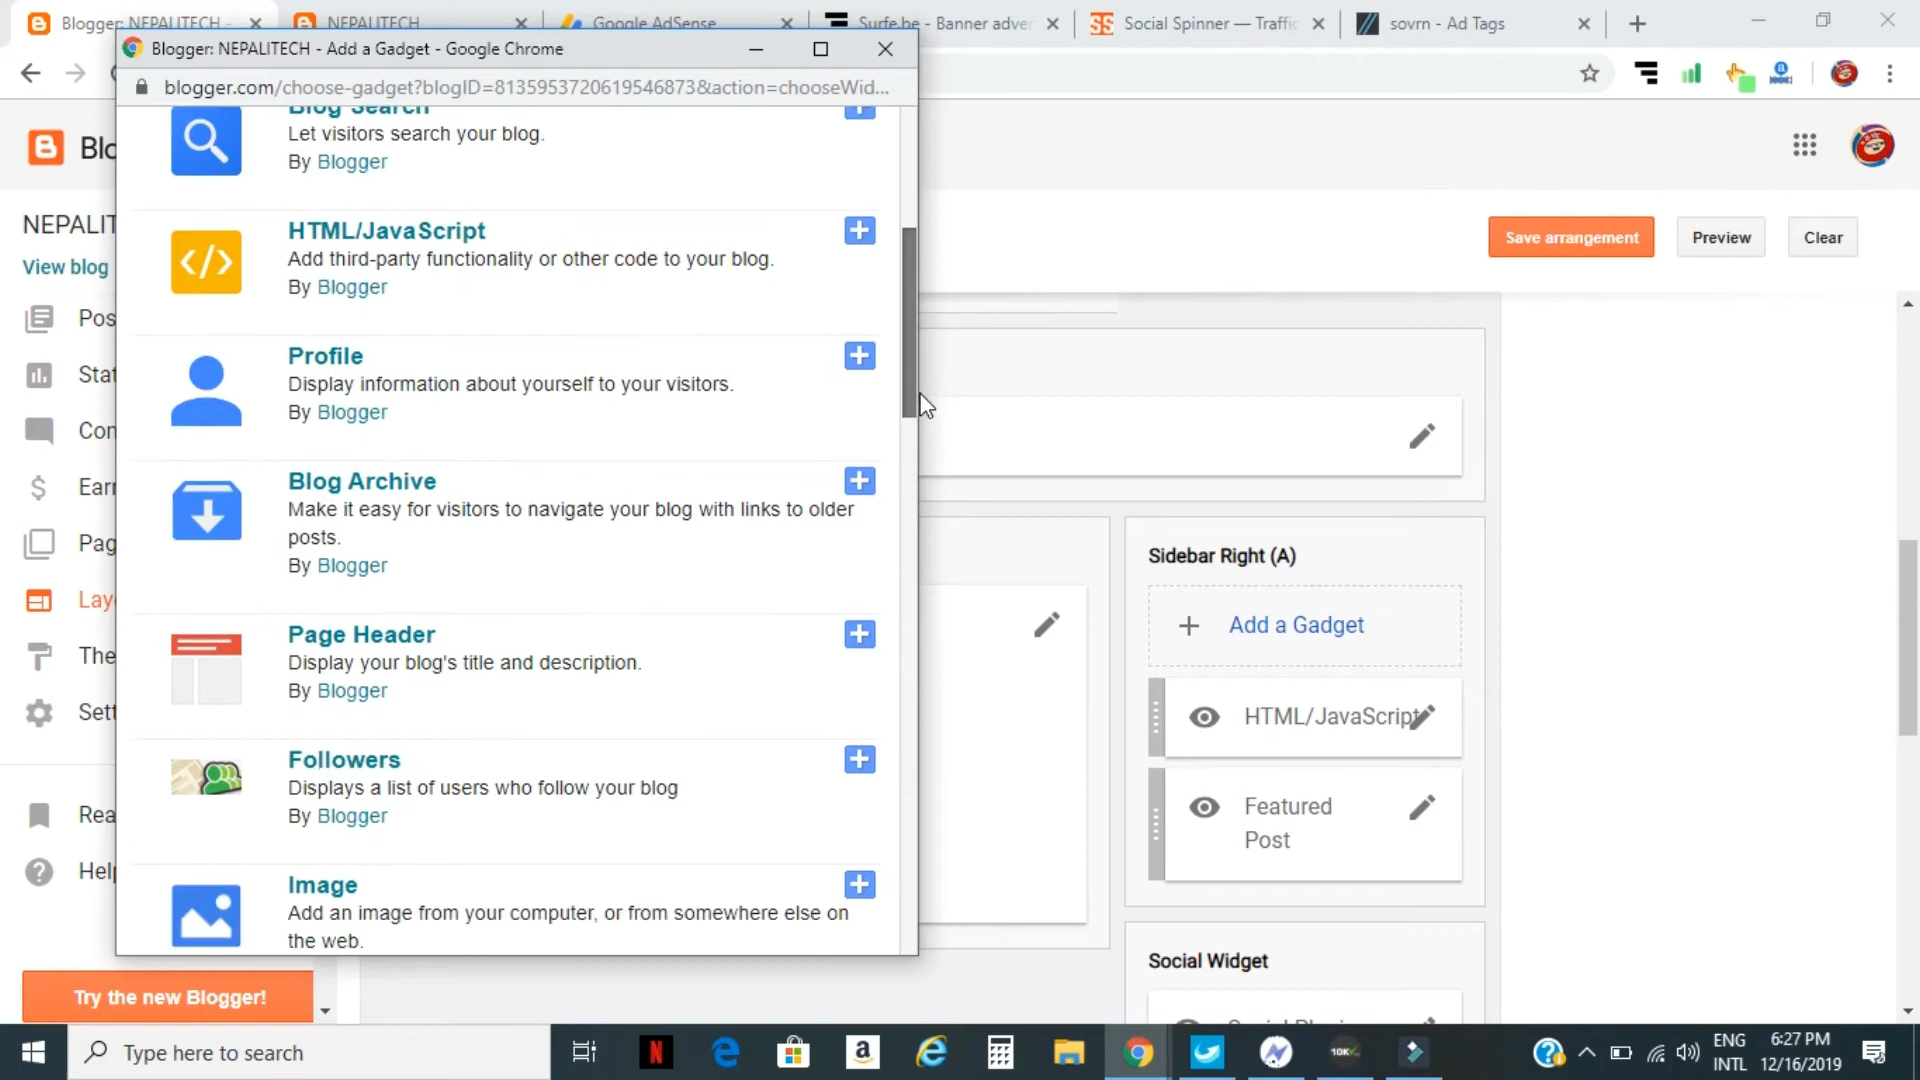 Blogger: NEPALITECH -
NEPALITECH
Google AdSense
Surfe.be - Banner adver
Social Spinner — Traffic
sovrn - Ad Tags
Blogger: NEPALITECH - Add a Gadget - Google Chrome
blogger.com/choose-gadget?blogID=8135953720619546873&action=chooseWid...
Blog Search
Let visitors search your blog.
By Blogger
HTML/JavaScript
Add third-party functionality or other code to your blog.
By Blogger
Profile
Display information about yourself to your visitors.
By Blogger
Blog Archive
Make it easy for visitors to navigate your blog with links to older
posts.
By Blogger
Page Header
Display your blog's title and description.
By Blogger
Followers
Displays a list of users who follow your blog
By Blogger
Image
Add an image from your computer, or from somewhere else on
the web.
Blo
NEPALIT
View blog
Pos
Stat
Con
Earr
Pag
Lay
The
Sett
Rea
Help
Try the new Blogger!
Save arrangement
Preview
Clear
Sidebar Right (A)
Add a Gadget
HTML/JavaScript
Featured
Post
Social Widget
Type here to search
10K
ENG
INTL
6:27 PM
12/16/2019